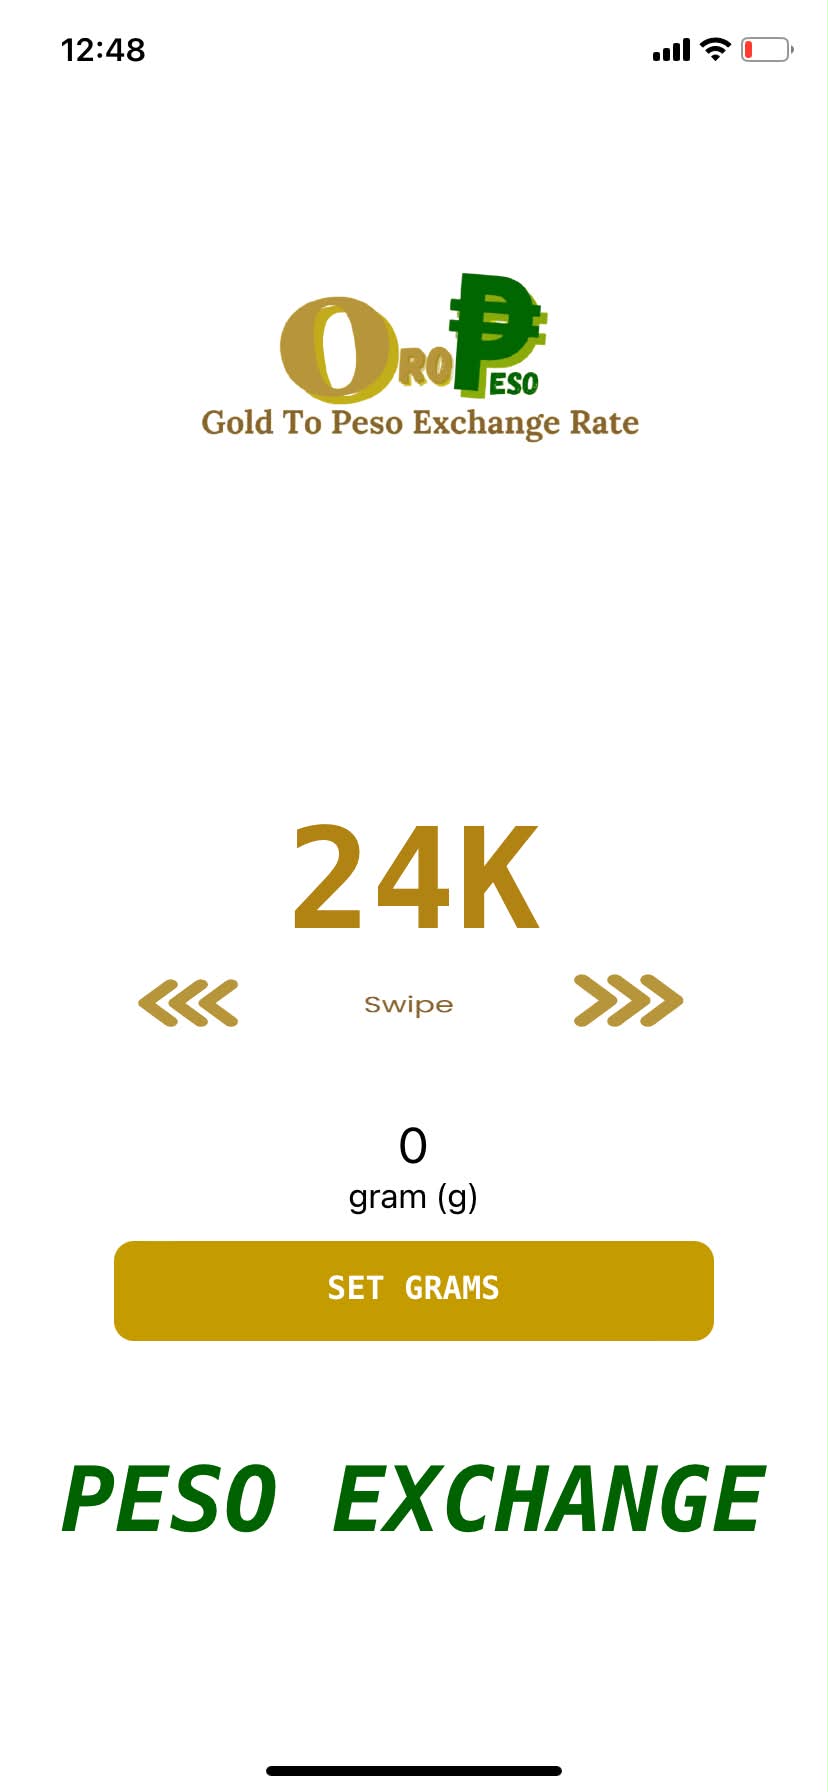 12:48
OROPESO
Gold To Peso Exchange Rate
24K
Swipe
0
gram (g)
SET GRAMS
PESO EXCHANGE